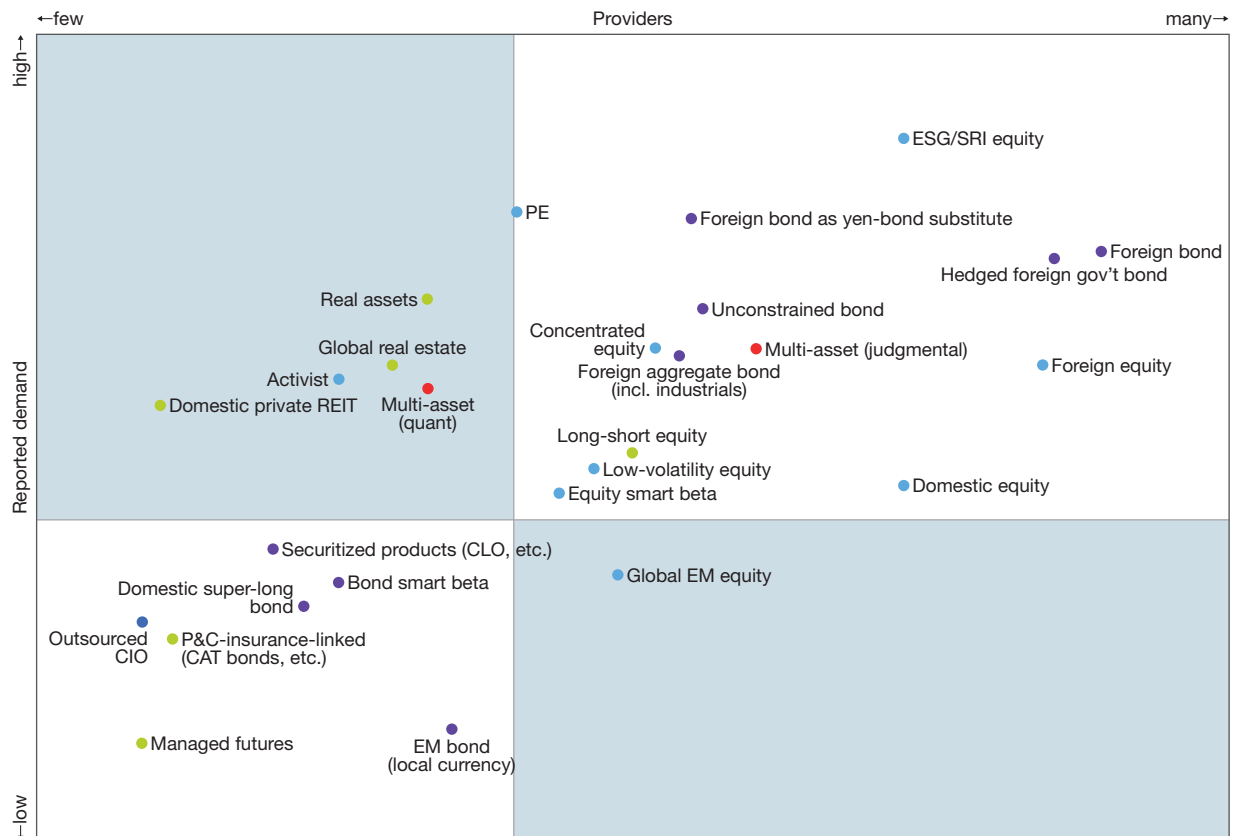 ←few
Providers
many→
high→
Reported demand
←low
ESG/SRI equity
PE
Foreign bond as yen-bond substitute
Foreign bond
Hedged foreign gov't bond
Real assets
Unconstrained bond
Concentrated
equity
Multi-asset (judgmental)
Global real estate
Foreign aggregate bond
(incl. industrials)
Foreign equity
Activist
Domestic private REIT
Multi-asset
(quant)
Long-short equity
Low-volatility equity
Equity smart beta
Domestic equity
Securitized products (CLO, etc.)
Global EM equity
Bond smart beta
Domestic super-long
bond
Outsourced
CIO
P&C-insurance-linked
(CAT bonds, etc.)
Managed futures
EM bond
(local currency)